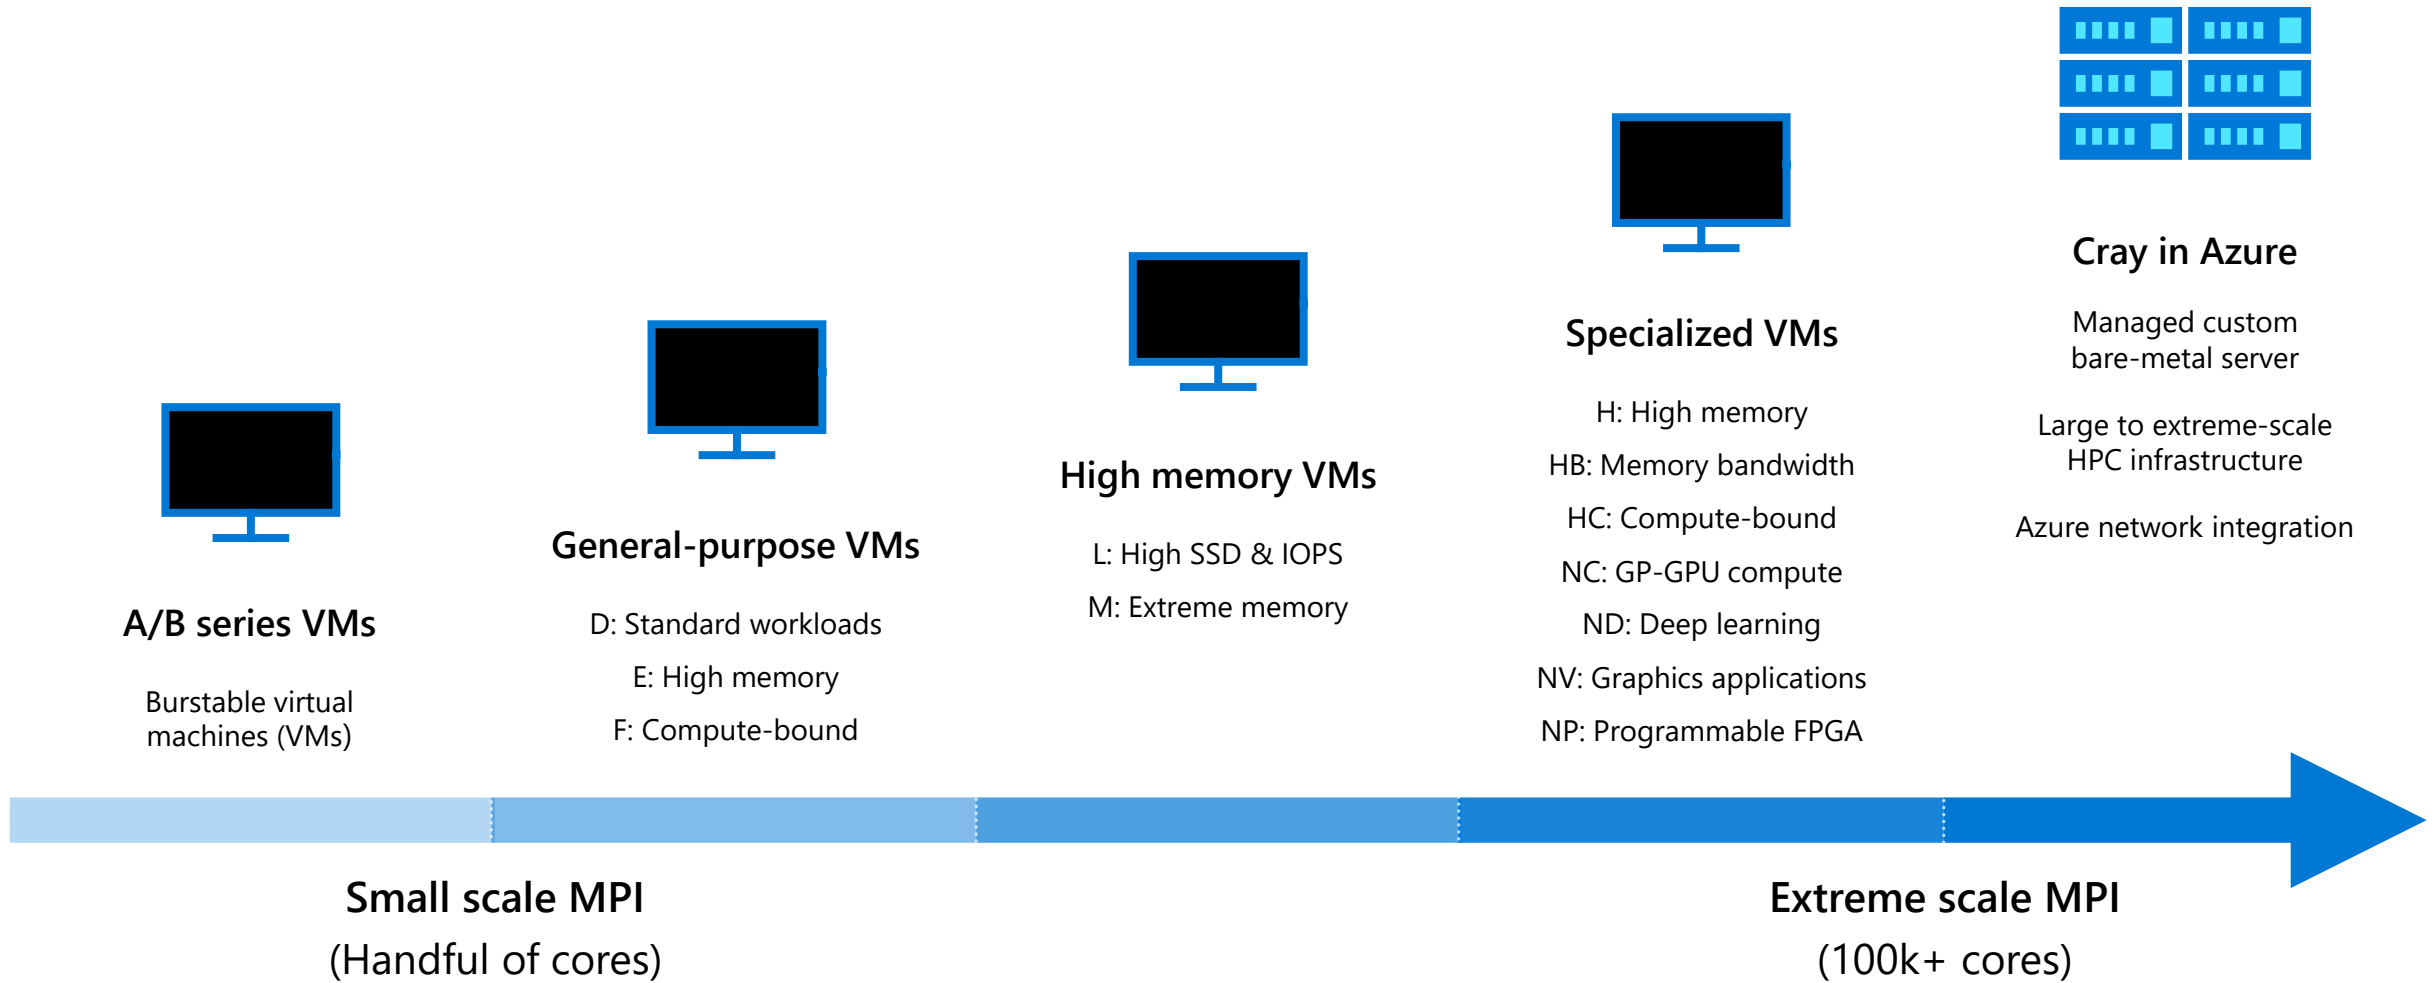 A/B series VMs
Burstable virtual
machines (VMs)
General-purpose VMs
D: Standard workloads
E: High memory
F: Compute-bound
High memory VMs
L: High SSD & IOPS
M: Extreme memory
Specialized VMs
H: High memory
HB: Memory bandwidth
HC: Compute-bound
NC: GP-GPU compute
ND: Deep learning
NV: Graphics applications
NP: Programmable FPGA
Cray in Azure
Managed custom
bare-metal server
Large to extreme-scale
HPC infrastructure
Azure network integration
Small scale MPI
(Handful of cores)
Extreme scale MPI
(100k+ cores)